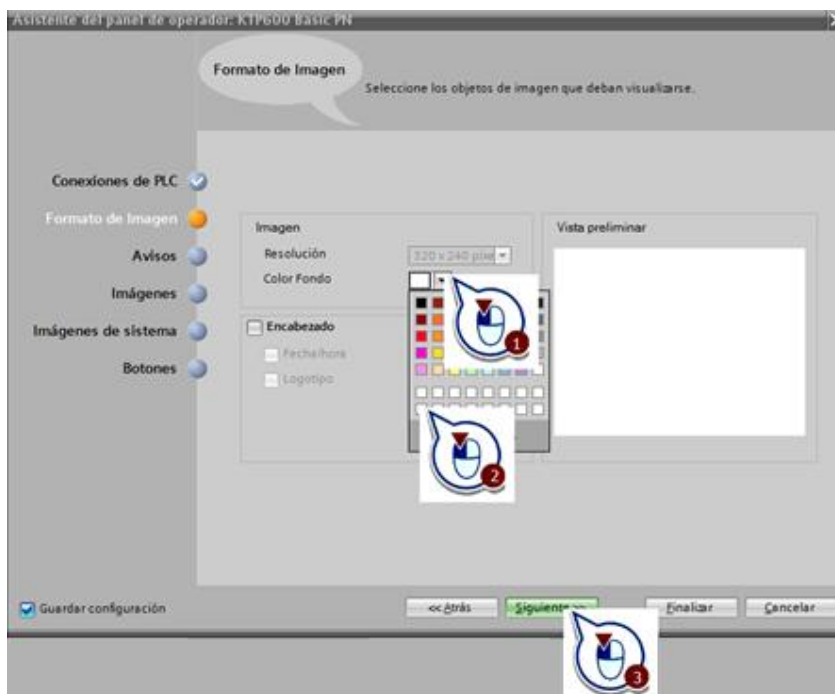 Asistente del panel de operador: KTP600 Basic PN
Formato de Imagen
Seleccione los objetos de imagen que deban visualizarse.
Conexiones de PLC
Formato de Imagen
Avisos
Imágenes
Imágenes de sistema
Botones
Imagen
Resolución
320 x 240 píxe
Color Fondo
Encabezado
Fecha/hora
Logotipo
Vista preliminar
1
2
Guardar configuración
<< Atrás
Siguiente >>
Finalizar
Cancelar
3